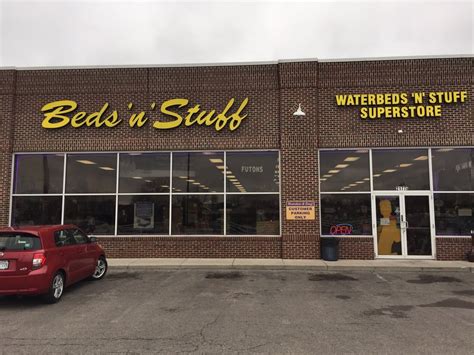 Beds 'n' Stuff
WATERBEDS 'N' STUFF
SUPERSTORE
FUTONS
CUSTOMER
PARKING
ONLY
OPEN